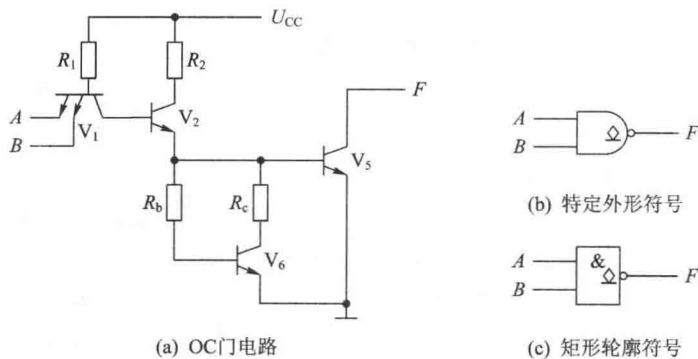 U_CC
R_1
R_2
A
B
V_1
V_2
F
V_5
R_b
R_c
V_6
(a) OC门电路
A
B
F
(b) 特定外形符号
A
B
&
F
(c) 矩形轮廓符号